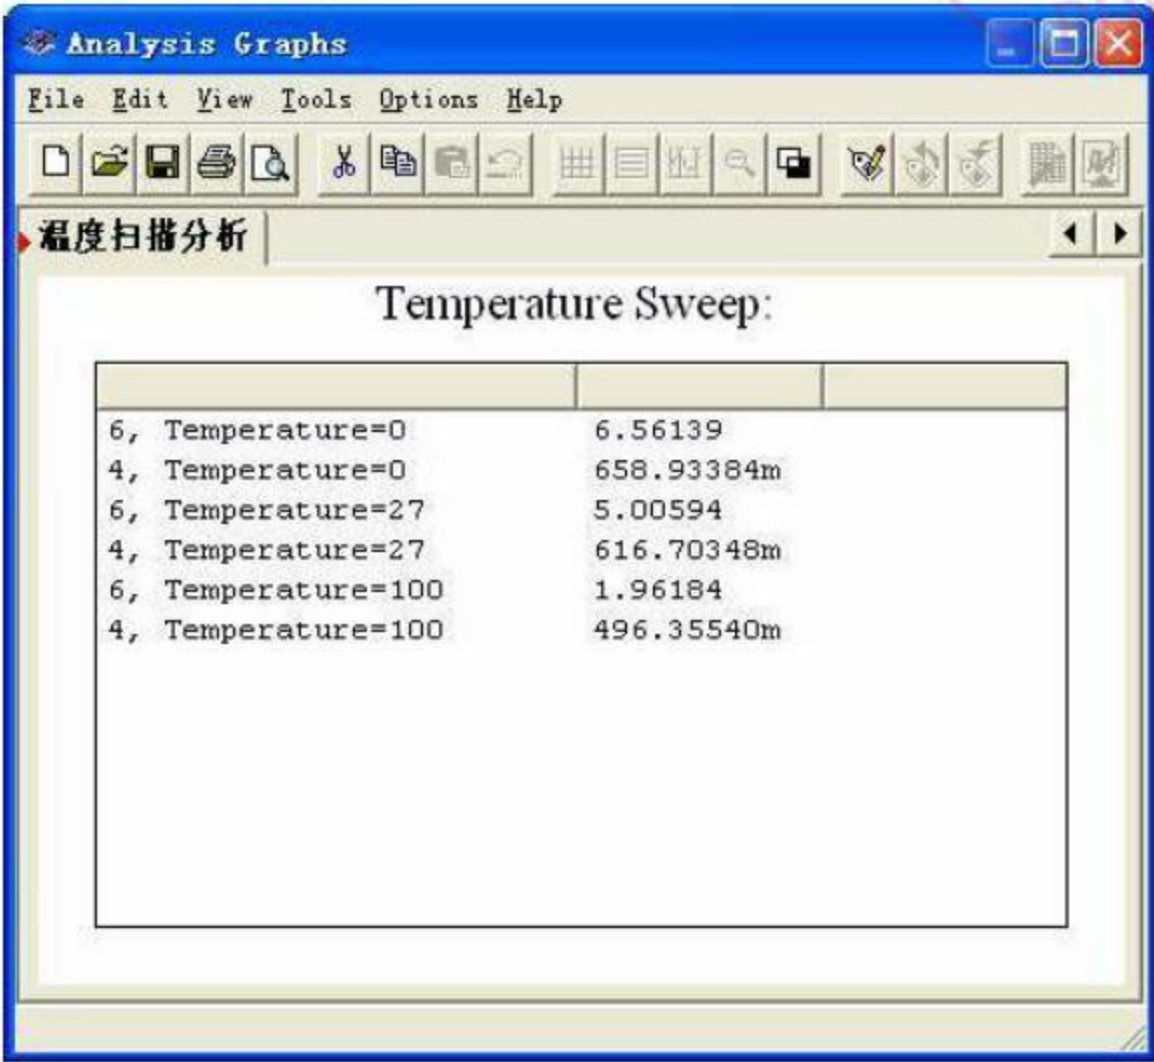 Analysis Graphs
File Edit View Tools Options Help
温度扫描分析
Temperature Sweep:
6, Temperature=0 6.56139
4, Temperature=0 658.93384m
6, Temperature=27 5.00594
4, Temperature=27 616.70348m
6, Temperature=100 1.96184
4, Temperature=100 496.35540m